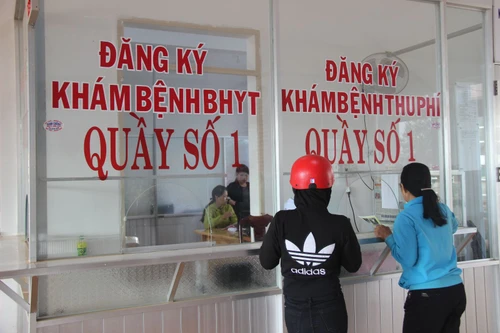 ĐĂNG KÝ
KHÁM BỆNH BHYT
QUẦY SỐ 1
ĐĂNG KÝ
KHÁM BỆNH THU PHÍ
QUẦY SỐ 1
adidas